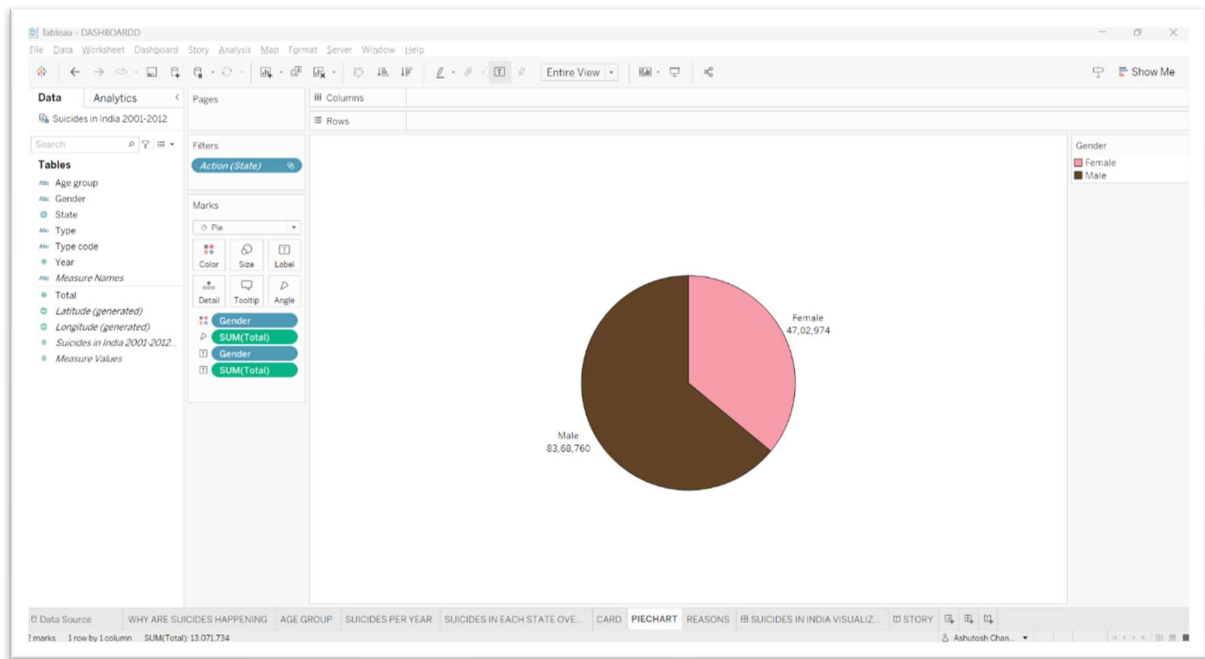 Tableau - DASHBOARDD
File Data Worksheet Dashboard Story Analysis Map Format Server Window Help
Entire View
Show Me
Data Analytics
Suicides in India 2001-2012
Search
Tables
Abc Age group
Abc Gender
State
Abc Type
Abc Type code
Year
Abc Measure Names
Total
Latitude (generated)
Longitude (generated)
Suicides in India 2001-2012...
Measure Values
Pages
Filters
Action (State)
Marks
Pie
Color Size Label
Detail Tooltip Angle
Gender
SUM(Total)
Gender
SUM(Total)
Columns
Rows
Female
47,02,974
Male
83,68,760
Gender
Female
Male
Data Source WHY ARE SUICIDES HAPPENING AGE GROUP SUICIDES PER YEAR SUICIDES IN EACH STATE OVE... CARD PIECHART REASONS SUICIDES IN INDIA VISUALIZ... STORY
2 marks 1 row by 1 column SUM(Total): 13,071,734
Ashutosh Chan...